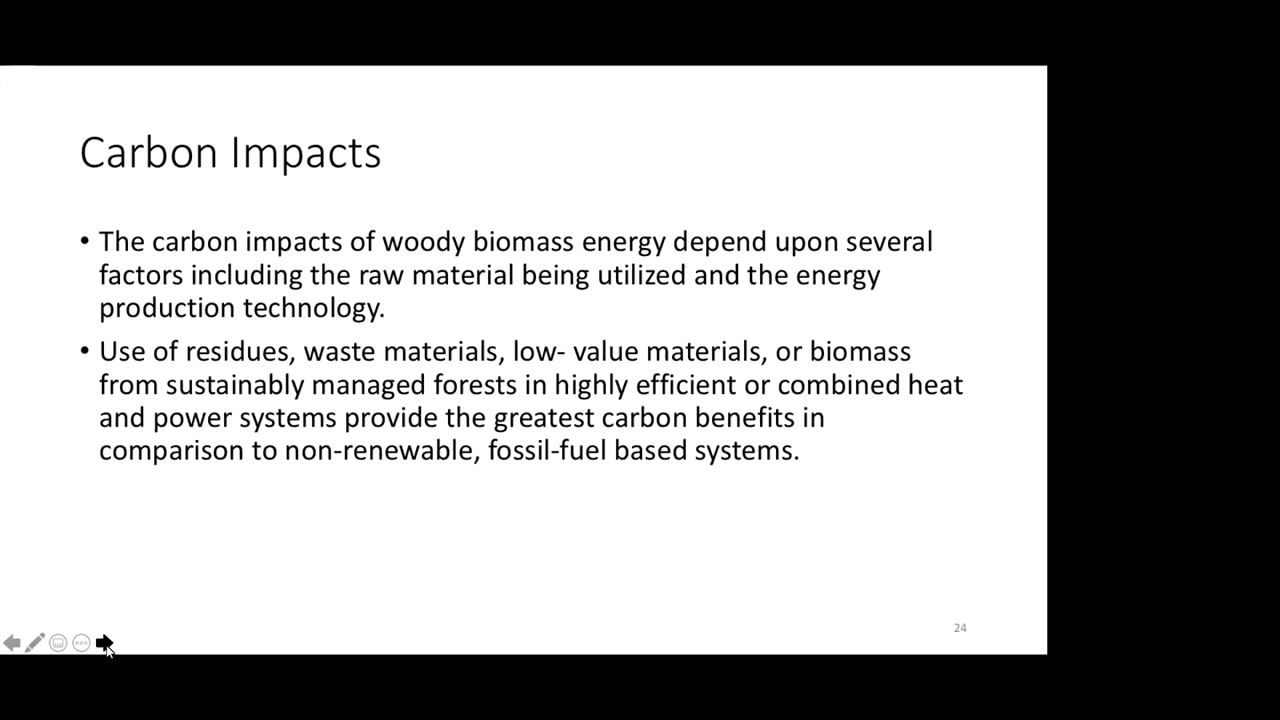 Carbon Impacts
• The carbon impacts of woody biomass energy depend upon several
factors including the raw material being utilized and the energy
production technology.
• Use of residues, waste materials, low- value materials, or biomass
from sustainably managed forests in highly efficient or combined heat
and power systems provide the greatest carbon benefits in
comparison to non-renewable, fossil-fuel based systems.
24